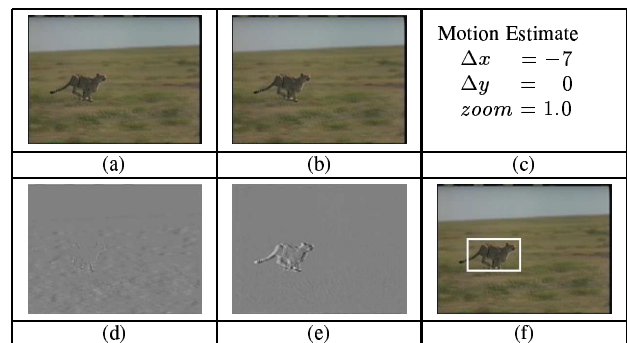 Motion Estimate
Δx = −7
Δy = 0
zoom = 1.0
(a) (b) (c)
(d) (e) (f)